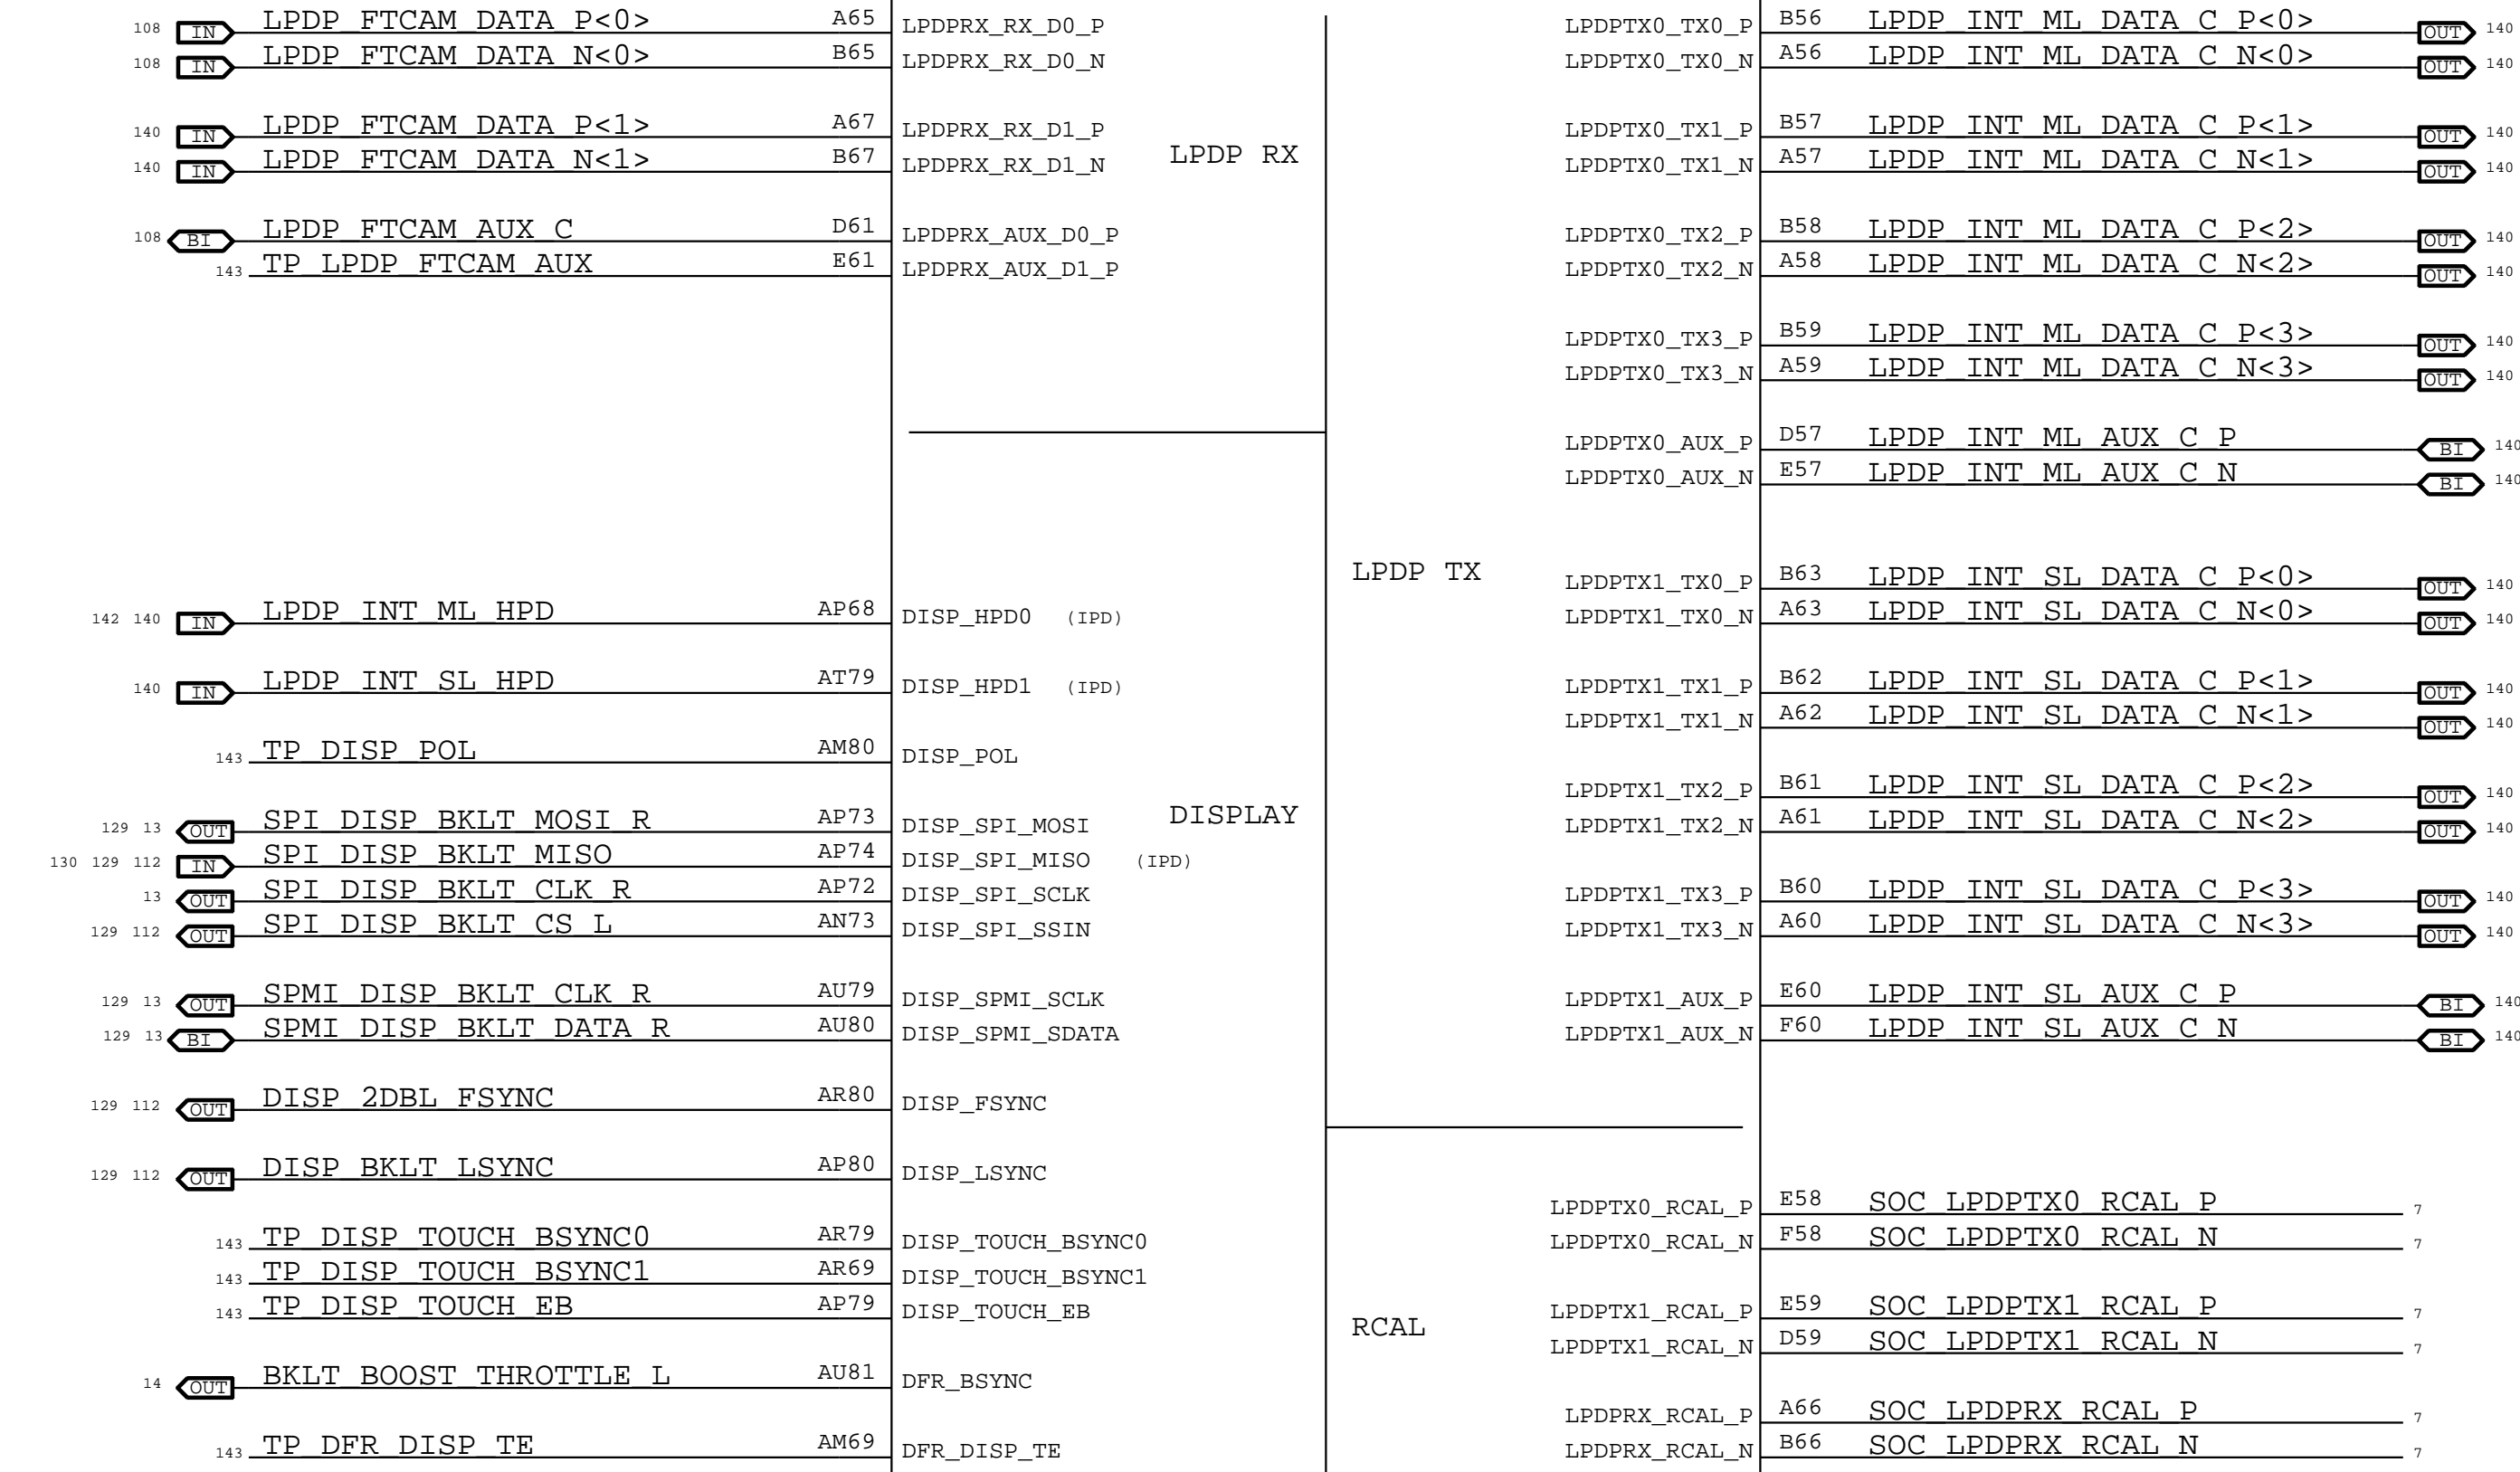 108 IN LPDP_FTCAM_DATA_P<0> A65 LPDPRX_RX_D0_P
108 IN LPDP_FTCAM_DATA_N<0> B65 LPDPRX_RX_D0_N
140 IN LPDP_FTCAM_DATA_P<1> A67 LPDPRX_RX_D1_P
140 IN LPDP_FTCAM_DATA_N<1> B67 LPDPRX_RX_D1_N
LPDP RX
108 BI LPDP_FTCAM_AUX_C D61 LPDPRX_AUX_D0_P
143 TP_LPDP_FTCAM_AUX E61 LPDPRX_AUX_D1_P
142 140 IN LPDP_INT_ML_HPD AP68 DISP_HPD0 (IPD)
140 IN LPDP_INT_SL_HPD AT79 DISP_HPD1 (IPD)
143 TP_DISP_POL AM80 DISP_POL
DISPLAY
129 13 OUT SPI_DISP_BKLT_MOSI_R AP73 DISP_SPI_MOSI
130 129 112 IN SPI_DISP_BKLT_MISO AP74 DISP_SPI_MISO (IPD)
13 OUT SPI_DISP_BKLT_CLK_R AP72 DISP_SPI_SCLK
129 112 OUT SPI_DISP_BKLT_CS_L AN73 DISP_SPI_SSIN
129 13 OUT SPMI_DISP_BKLT_CLK_R AU79 DISP_SPMI_SCLK
129 13 BI SPMI_DISP_BKLT_DATA_R AU80 DISP_SPMI_SDATA
129 112 OUT DISP_2DBL_FSYNC AR80 DISP_FSYNC
129 112 OUT DISP_BKLT_LSYNC AP80 DISP_LSYNC
143 TP_DISP_TOUCH_BSYNC0 AR79 DISP_TOUCH_BSYNC0
143 TP_DISP_TOUCH_BSYNC1 AR69 DISP_TOUCH_BSYNC1
143 TP_DISP_TOUCH_EB AP79 DISP_TOUCH_EB
14 OUT BKLT_BOOST_THROTTLE_L AU81 DFR_BSYNC
143 TP_DFR_DISP_TE AM69 DFR_DISP_TE
LPDPTX0_TX0_P B56 LPDP_INT_ML_DATA_C_P<0> OUT 140
LPDPTX0_TX0_N A56 LPDP_INT_ML_DATA_C_N<0> OUT 140
LPDPTX0_TX1_P B57 LPDP_INT_ML_DATA_C_P<1> OUT 140
LPDPTX0_TX1_N A57 LPDP_INT_ML_DATA_C_N<1> OUT 140
LPDPTX0_TX2_P B58 LPDP_INT_ML_DATA_C_P<2> OUT 140
LPDPTX0_TX2_N A58 LPDP_INT_ML_DATA_C_N<2> OUT 140
LPDPTX0_TX3_P B59 LPDP_INT_ML_DATA_C_P<3> OUT 140
LPDPTX0_TX3_N A59 LPDP_INT_ML_DATA_C_N<3> OUT 140
LPDPTX0_AUX_P D57 LPDP_INT_ML_AUX_C_P BI 140
LPDPTX0_AUX_N E57 LPDP_INT_ML_AUX_C_N BI 140
LPDP TX
LPDPTX1_TX0_P B63 LPDP_INT_SL_DATA_C_P<0> OUT 140
LPDPTX1_TX0_N A63 LPDP_INT_SL_DATA_C_N<0> OUT 140
LPDPTX1_TX1_P B62 LPDP_INT_SL_DATA_C_P<1> OUT 140
LPDPTX1_TX1_N A62 LPDP_INT_SL_DATA_C_N<1> OUT 140
LPDPTX1_TX2_P B61 LPDP_INT_SL_DATA_C_P<2> OUT 140
LPDPTX1_TX2_N A61 LPDP_INT_SL_DATA_C_N<2> OUT 140
LPDPTX1_TX3_P B60 LPDP_INT_SL_DATA_C_P<3> OUT 140
LPDPTX1_TX3_N A60 LPDP_INT_SL_DATA_C_N<3> OUT 140
LPDPTX1_AUX_P E60 LPDP_INT_SL_AUX_C_P BI 140
LPDPTX1_AUX_N F60 LPDP_INT_SL_AUX_C_N BI 140
LPDPTX0_RCAL_P E58 SOC_LPDPTX0_RCAL_P 7
LPDPTX0_RCAL_N F58 SOC_LPDPTX0_RCAL_N 7
LPDPTX1_RCAL_P E59 SOC_LPDPTX1_RCAL_P 7
RCAL
LPDPTX1_RCAL_N D59 SOC_LPDPTX1_RCAL_N 7
LPDPRX_RCAL_P A66 SOC_LPDPRX_RCAL_P 7
LPDPRX_RCAL_N B66 SOC_LPDPRX_RCAL_N 7